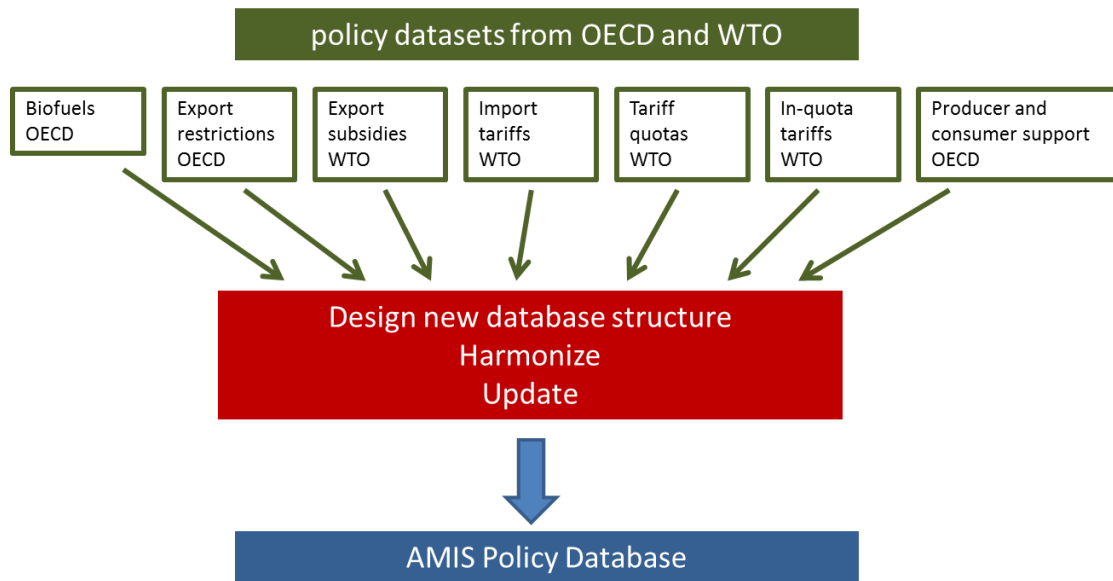 policy datasets from OECD and WTO
Biofuels
OECD
Export
restrictions
OECD
Export
subsidies
WTO
Import
tariffs
WTO
Tariff
quotas
WTO
In-quota
tariffs
WTO
Producer and
consumer support
OECD
Design new database structure
Harmonize
Update
AMIS Policy Database